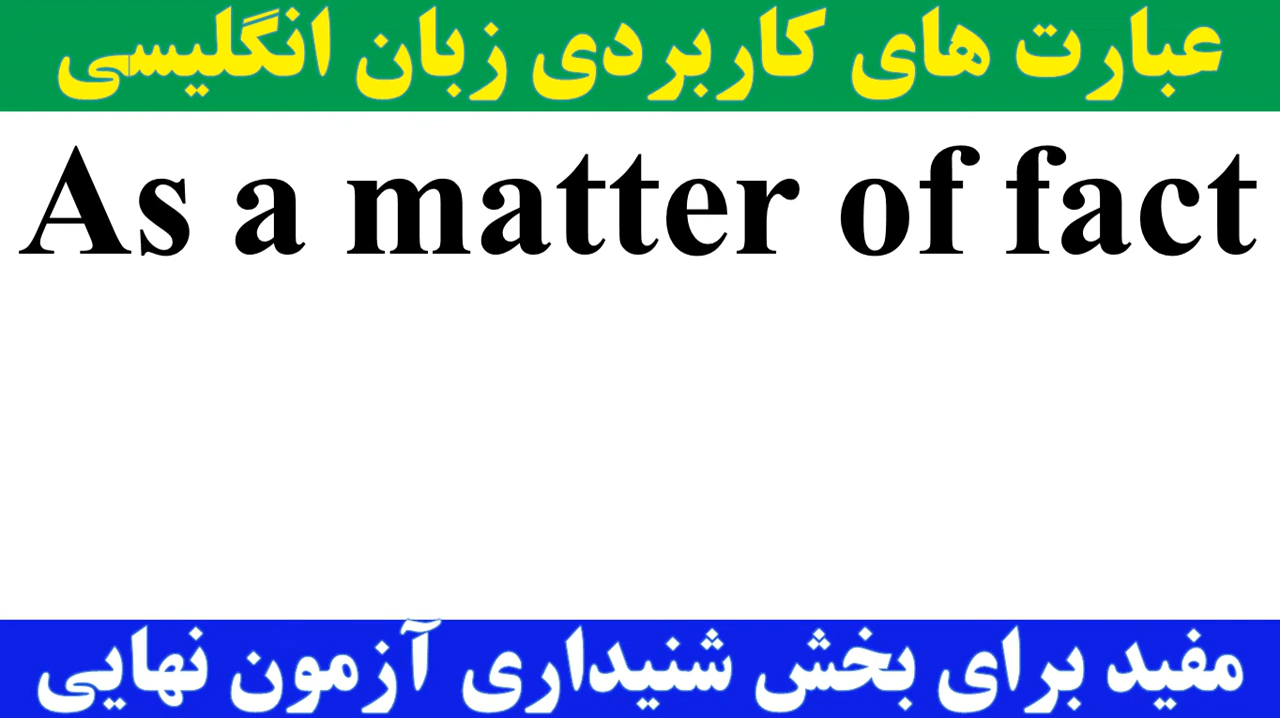 عبارت های کاربردی زبان انگلیسی
As a matter of fact
مفید برای بخش شنیداری آزمون نهایی